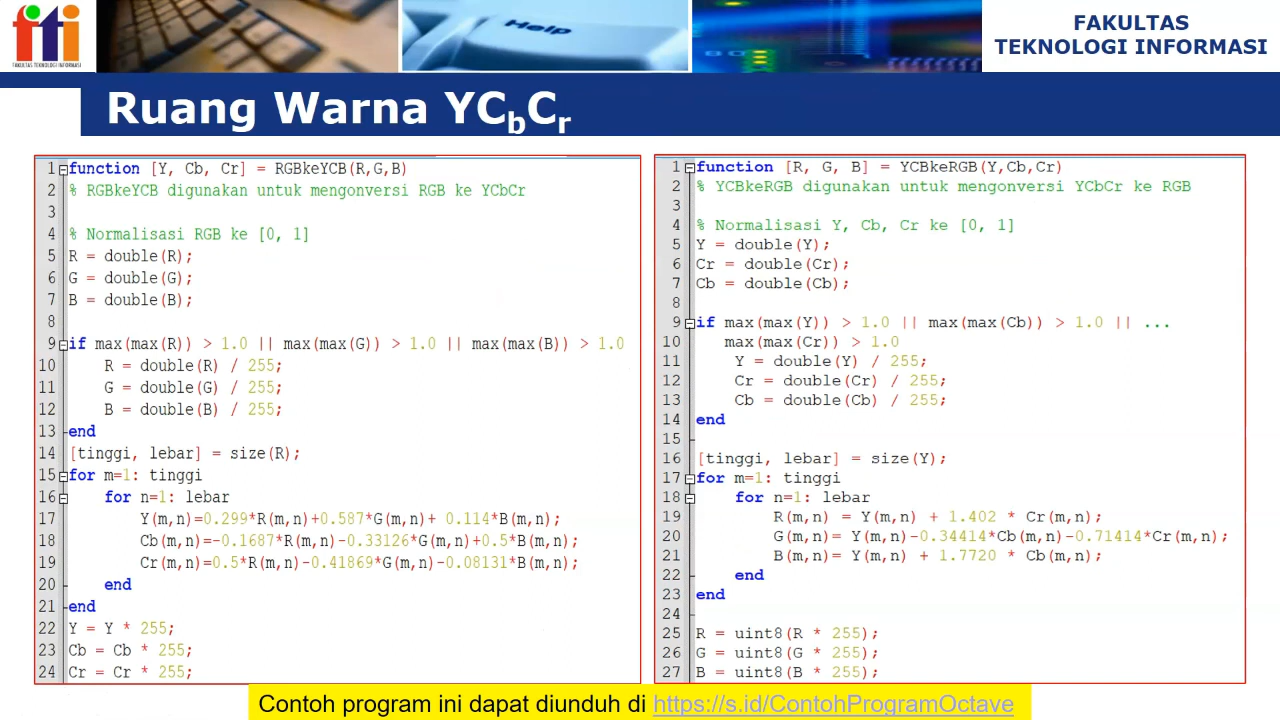 fiti
FAKULTAS TEKNOLOGI INFORMASI
Help
FAKULTAS
TEKNOLOGI INFORMASI
Ruang Warna YCbCr
1 function [Y, Cb, Cr] = RGBkeYCB(R,G,B)
2 % RGBkeYCB digunakan untuk mengonversi RGB ke YCbCr
3
4 % Normalisasi RGB ke [0, 1]
5 R = double(R);
6 G = double(G);
7 B = double(B);
8
9 if max(max(R)) > 1.0 || max(max(G)) > 1.0 || max(max(B)) > 1.0
10 R = double(R) / 255;
11 G = double(G) / 255;
12 B = double(B) / 255;
13 end
14 [tinggi, lebar] = size(R);
15 for m=1: tinggi
16 for n=1: lebar
17 Y(m,n)=0.299*R(m,n)+0.587*G(m,n)+ 0.114*B(m,n);
18 Cb(m,n)=-0.1687*R(m,n)-0.33126*G(m,n)+0.5*B(m,n);
19 Cr(m,n)=0.5*R(m,n)-0.41869*G(m,n)-0.08131*B(m,n);
20 end
21 end
22 Y = Y * 255;
23 Cb = Cb * 255;
24 Cr = Cr * 255;
1 function [R, G, B] = YCBkeRGB(Y,Cb,Cr)
2 % YCBkeRGB digunakan untuk mengonversi YCbCr ke RGB
3
4 % Normalisasi Y, Cb, Cr ke [0, 1]
5 Y = double(Y);
6 Cr = double(Cr);
7 Cb = double(Cb);
8
9 if max(max(Y)) > 1.0 || max(max(Cb)) > 1.0 || ...
10 max(max(Cr)) > 1.0
11 Y = double(Y) / 255;
12 Cr = double(Cr) / 255;
13 Cb = double(Cb) / 255;
14 end
15
16 [tinggi, lebar] = size(Y);
17 for m=1: tinggi
18 for n=1: lebar
19 R(m,n) = Y(m,n) + 1.402 * Cr(m,n);
20 G(m,n)= Y(m,n)-0.34414*Cb(m,n)-0.71414*Cr(m,n);
21 B(m,n)= Y(m,n) + 1.7720 * Cb(m,n);
22 end
23 end
24
25 R = uint8(R * 255);
26 G = uint8(G * 255);
27 B = uint8(B * 255);
Contoh program ini dapat diunduh di https://s.id/ContohProgramOctave